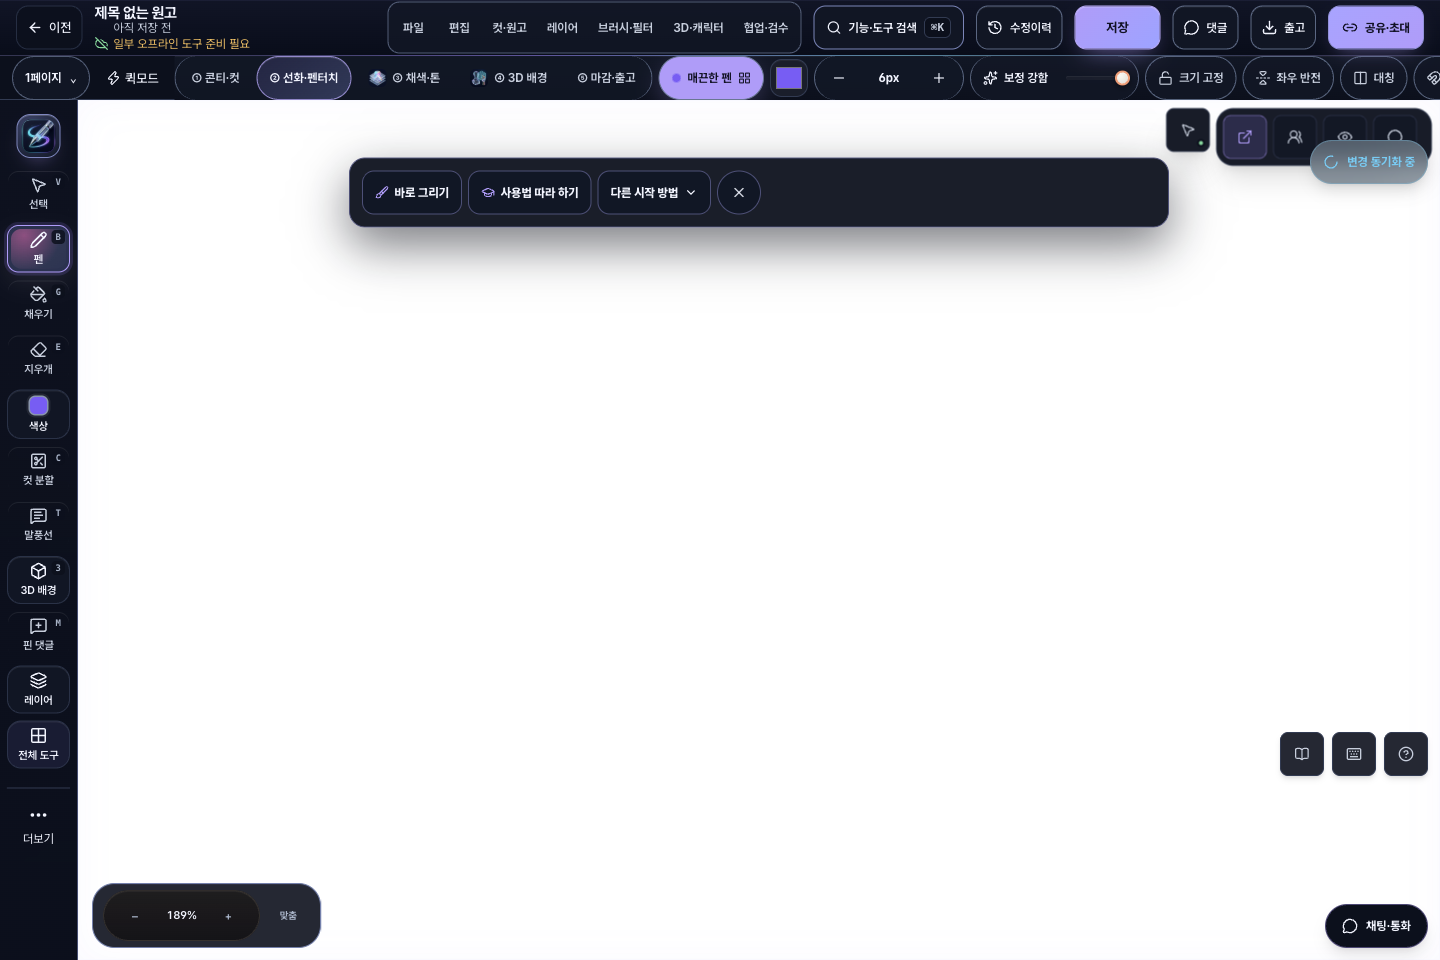 이전
제목 없는 원고
아직 저장 전
일부 오프라인 도구 준비 필요
파일 편집 컷·원고 레이어 브러시·필터 3D·캐릭터 협업·검수
기능·도구 검색 ⌘K
수정이력
저장
댓글
출고
공유·초대
1페이지
퀵모드
① 콘티·컷
② 선화·펜터치
③ 채색·톤
④ 3D 배경
⑤ 마감·출고
매끈한 펜
− 6px +
보정 강함
크기 고정
좌우 반전
대칭
변경 동기화 중
바로 그리기
사용법 따라 하기
다른 시작 방법
V
선택
B
펜
G
채우기
E
지우개
색상
C
컷 분할
T
말풍선
3
3D 배경
M
핀 댓글
레이어
전체 도구
더보기
− 189% +
맞춤
채팅·통화